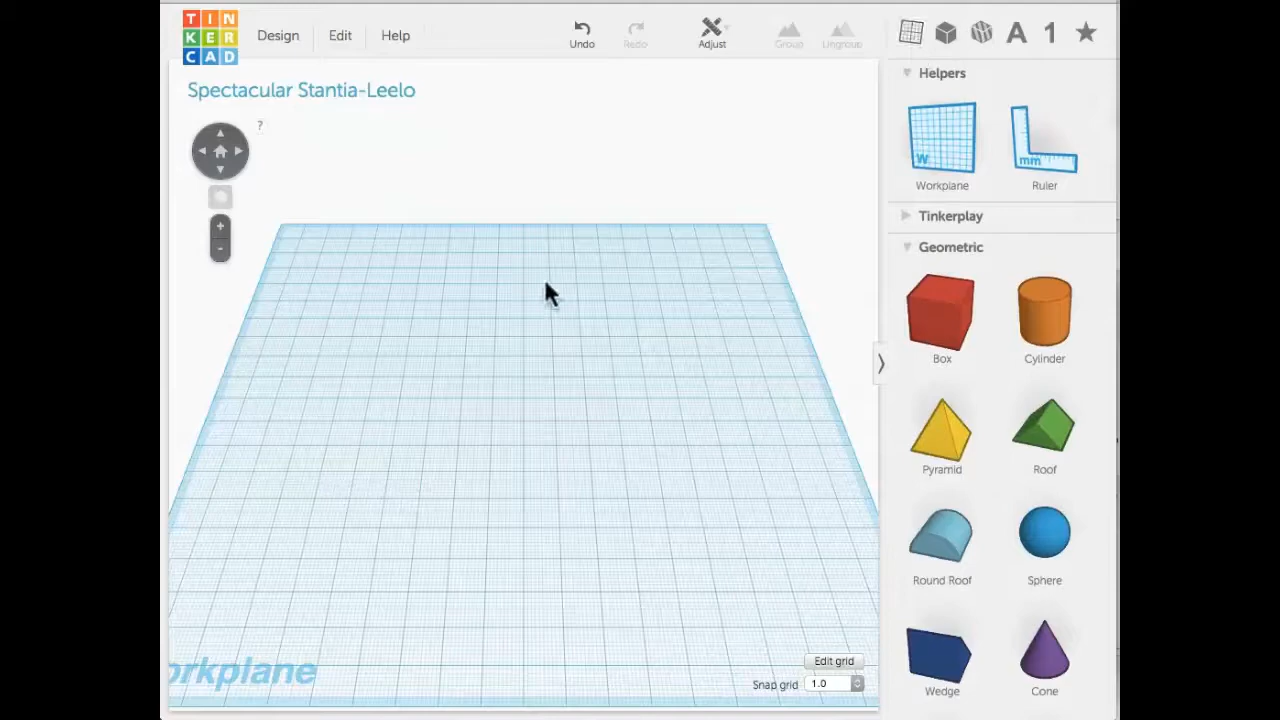 TIN
KER
CAD
Design
Edit
Help
Undo
Redo
Adjust
Group
Ungroup
A
1
Spectacular Stantia-Leelo
?
+
-
Helpers
W
mm
Workplane
Ruler
Tinkerplay
Geometric
Box
Cylinder
Pyramid
Roof
Round Roof
Sphere
Wedge
Cone
orkplane
Edit grid
Snap grid
1.0